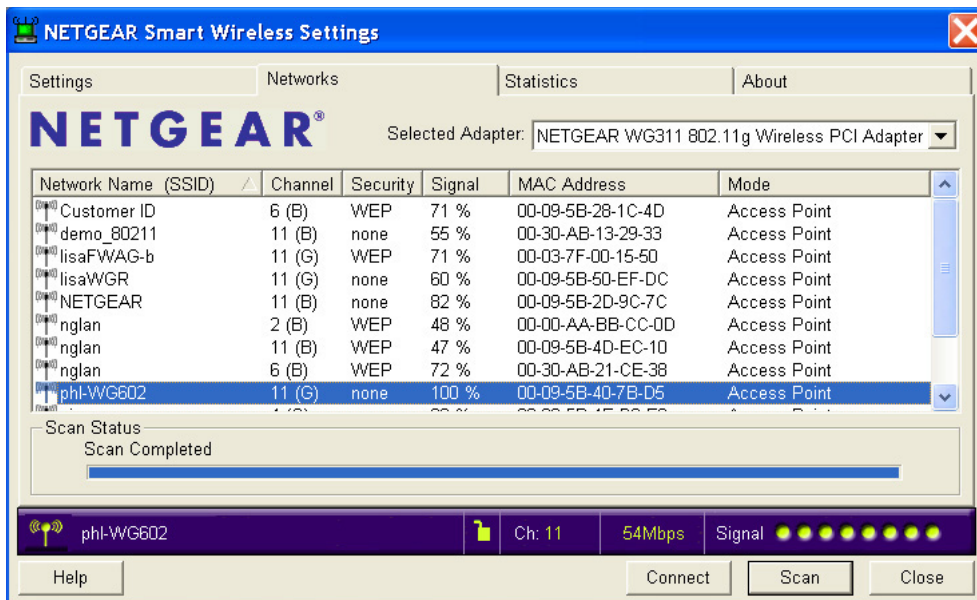 NETGEAR Smart Wireless Settings
Settings Networks Statistics About
NETGEAR® Selected Adapter: NETGEAR WG311 802.11g Wireless PCI Adapter
Network Name (SSID) Channel Security Signal MAC Address Mode
Customer ID 6 (B) WEP 71 % 00-09-5B-28-1C-4D Access Point
demo_80211 11 (B) none 55 % 00-30-AB-13-29-33 Access Point
lisaFWAG-b 11 (G) WEP 71 % 00-03-7F-00-15-50 Access Point
lisaWGR 11 (G) none 60 % 00-09-5B-50-EF-DC Access Point
NETGEAR 11 (B) none 82 % 00-09-5B-2D-9C-7C Access Point
nglan 2 (B) WEP 48 % 00-00-AA-BB-CC-0D Access Point
nglan 11 (B) WEP 47 % 00-09-5B-4D-EC-10 Access Point
nglan 6 (B) WEP 72 % 00-30-AB-21-CE-38 Access Point
phl-WG602 11 (G) none 100 % 00-09-5B-40-7B-D5 Access Point
Scan Status
Scan Completed
phl-WG602 Ch: 11 54Mbps Signal
Help Connect Scan Close